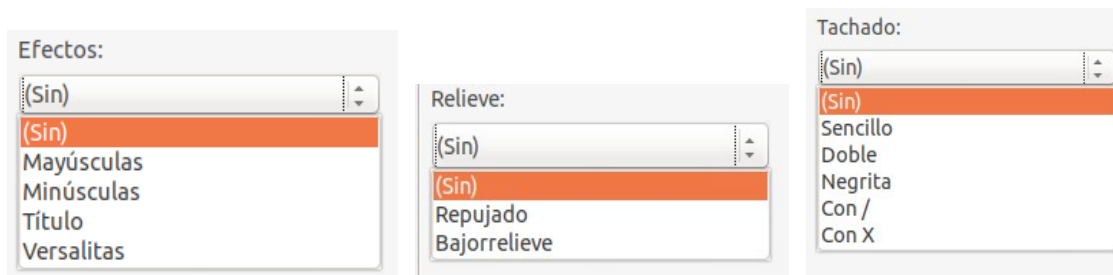 Efectos:
(Sin)
(Sin)
Mayúsculas
Minúsculas
Título
Versalitas
Relieve:
(Sin)
(Sin)
Repujado
Bajorrelieve
Tachado:
(Sin)
(Sin)
Sencillo
Doble
Negrita
Con /
Con X